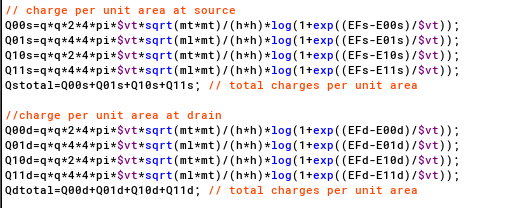 // charge per unit area at source
Q00s=q*q*2*4*pi*$vt*sqrt(mt*mt)/(h*h)*log(1+exp((EFs-E00s)/$vt));
Q01s=q*q*4*4*pi*$vt*sqrt(ml*mt)/(h*h)*log(1+exp((EFs-E01s)/$vt));
Q10s=q*q*2*4*pi*$vt*sqrt(mt*mt)/(h*h)*log(1+exp((EFs-E10s)/$vt));
Q11s=q*q*4*4*pi*$vt*sqrt(ml*mt)/(h*h)*log(1+exp((EFs-E11s)/$vt));
Qstotal=Q00s+Q01s+Q10s+Q11s; // total charges per unit area
//charge per unit area at drain
Q00d=q*q*2*4*pi*$vt*sqrt(mt*mt)/(h*h)*log(1+exp((EFd-E00d)/$vt));
Q01d=q*q*4*4*pi*$vt*sqrt(ml*mt)/(h*h)*log(1+exp((EFd-E01d)/$vt));
Q10d=q*q*2*4*pi*$vt*sqrt(mt*mt)/(h*h)*log(1+exp((EFd-E10d)/$vt));
Q11d=q*q*4*4*pi*$vt*sqrt(ml*mt)/(h*h)*log(1+exp((EFd-E11d)/$vt));
Qdtotal=Q00d+Q01d+Q10d+Q11d; // total charges per unit area